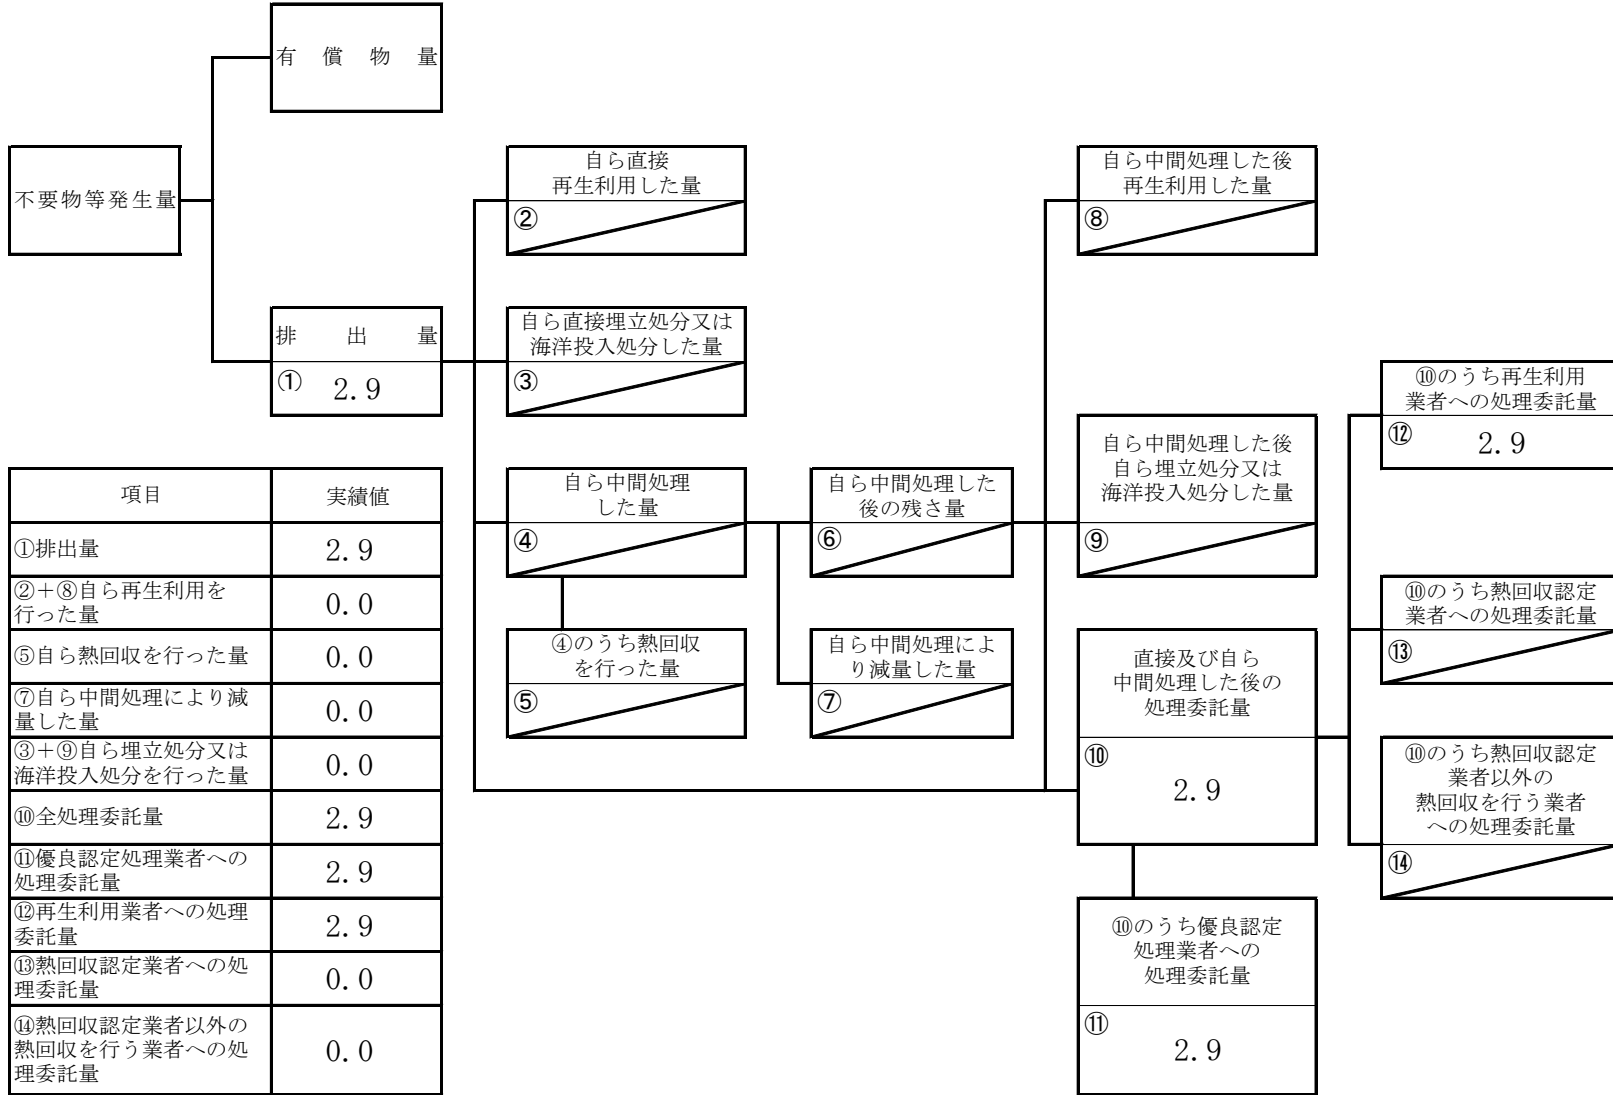 有償物量
不要物等発生量
排出量
① 2.9
自ら直接
再生利用した量
②
自ら直接埋立処分又は
海洋投入処分した量
③
自ら中間処理
した量
④
④のうち熱回収
を行った量
⑤
自ら中間処理した
後の残さ量
⑥
自ら中間処理によ
り減量した量
⑦
自ら中間処理した後
再生利用した量
⑧
自ら中間処理した後
自ら埋立処分又は
海洋投入処分した量
⑨
直接及び自ら
中間処理した後の
処理委託量
⑩
2.9
⑩のうち優良認定
処理業者への
処理委託量
⑪
2.9
⑩のうち再生利用
業者への処理委託量
⑫ 2.9
⑩のうち熱回収認定
業者への処理委託量
⑬
⑩のうち熱回収認定
業者以外の
熱回収を行う業者
への処理委託量
⑭
項目 実績値
①排出量 2.9
②+⑧自ら再生利用を
行った量 0.0
⑤自ら熱回収を行った量 0.0
⑦自ら中間処理により減
量した量 0.0
③+⑨自ら埋立処分又は
海洋投入処分を行った量 0.0
⑩全処理委託量 2.9
⑪優良認定処理業者への
処理委託量 2.9
⑫再生利用業者への処理
委託量 2.9
⑬熱回収認定業者への処
理委託量 0.0
⑭熱回収認定業者以外の
熱回収を行う業者への処
理委託量 0.0